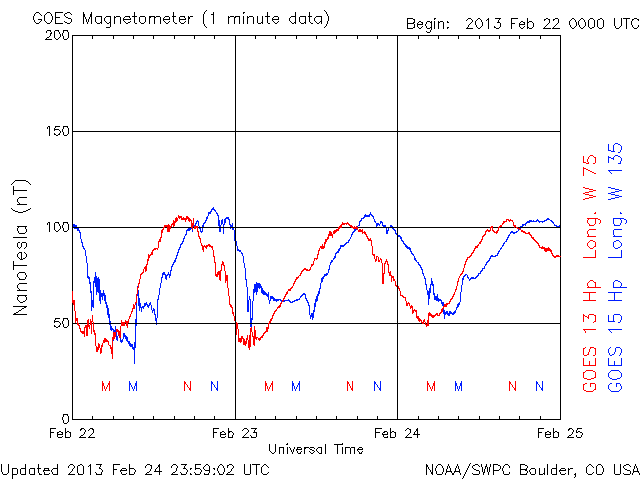 GOES Magnetometer (1 minute data)
Begin: 2013 Feb 22 0000 UTC
200
150
100
50
0
NanoTesla (nT)
M M N N M M N N M M N N
Feb 22 Feb 23 Feb 24 Feb 25
Universal Time
GOES 13 Hp Long. W 75
GOES 15 Hp Long. W 135
Updated 2013 Feb 24 23:59:02 UTC
NOAA/SWPC Boulder, CO USA